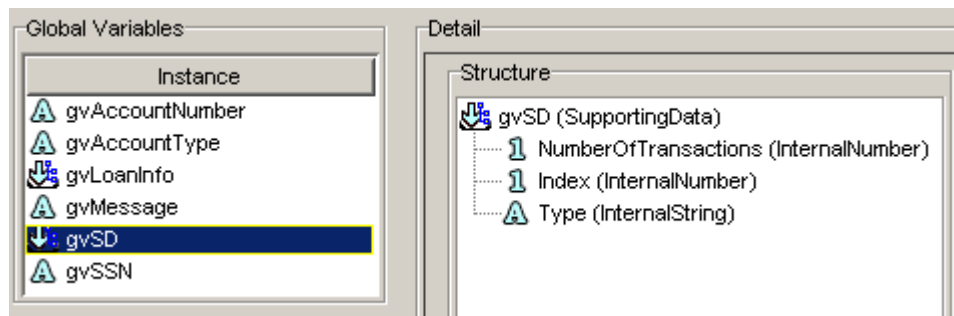 Global Variables
Instance
gvAccountNumber
gvAccountType
gvLoanInfo
gvMessage
gvSD
gvSSN
Detail
Structure
gvSD (SupportingData)
NumberOfTransactions (InternalNumber)
Index (InternalNumber)
Type (InternalString)